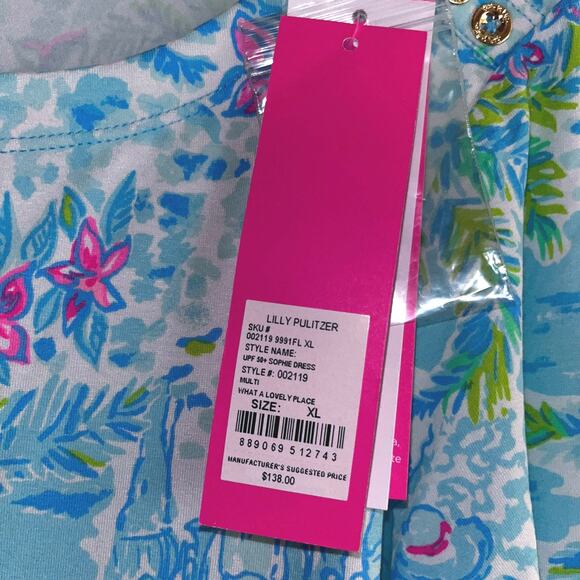 LILLY PULITZER
SKU #
002119 9991FL XL
STYLE NAME:
UPF 50+ SOPHIE DRESS
STYLE #: 002119
MULTI
WHAT A LOVELY PLACE
SIZE: XL
889069 512743
MANUFACTURER'S SUGGESTED PRICE
$138.00